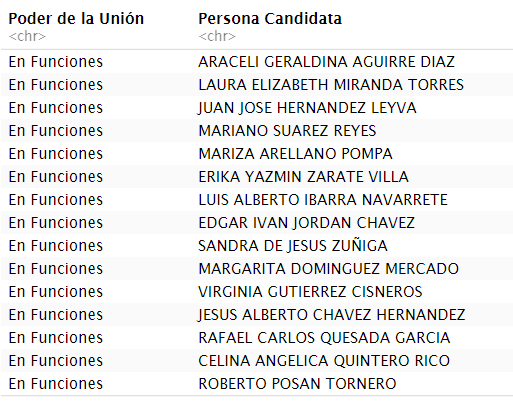 Poder de la Unión Persona Candidata
<chr> <chr>
En Funciones ARACELI GERALDINA AGUIRRE DIAZ
En Funciones LAURA ELIZABETH MIRANDA TORRES
En Funciones JUAN JOSE HERNANDEZ LEYVA
En Funciones MARIANO SUAREZ REYES
En Funciones MARIZA ARELLANO POMPA
En Funciones ERIKA YAZMIN ZARATE VILLA
En Funciones LUIS ALBERTO IBARRA NAVARRETE
En Funciones EDGAR IVAN JORDAN CHAVEZ
En Funciones SANDRA DE JESUS ZUÑIGA
En Funciones MARGARITA DOMINGUEZ MERCADO
En Funciones VIRGINIA GUTIERREZ CISNEROS
En Funciones JESUS ALBERTO CHAVEZ HERNANDEZ
En Funciones RAFAEL CARLOS QUESADA GARCIA
En Funciones CELINA ANGELICA QUINTERO RICO
En Funciones ROBERTO POSAN TORNERO